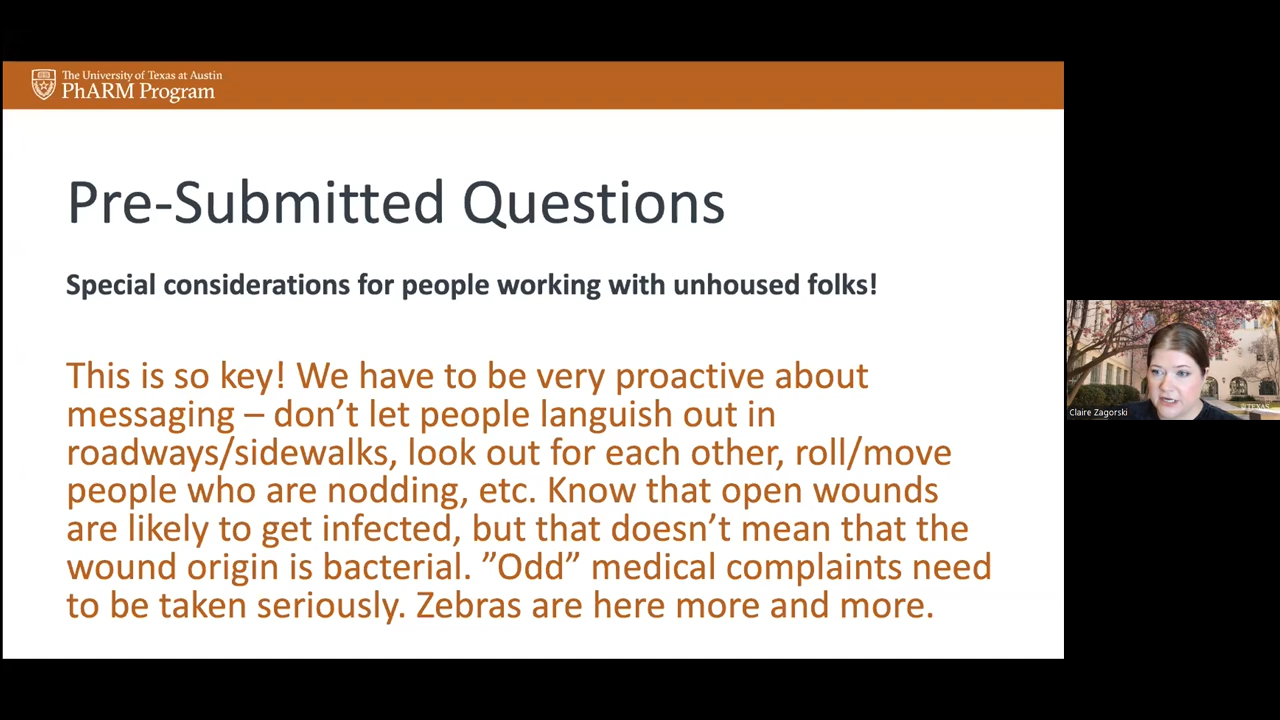 The University of Texas at Austin
PhARM Program
Pre-Submitted Questions
Special considerations for people working with unhoused folks!
This is so key! We have to be very proactive about
messaging – don’t let people languish out in
roadways/sidewalks, look out for each other, roll/move
people who are nodding, etc. Know that open wounds
are likely to get infected, but that doesn’t mean that the
wound origin is bacterial. ”Odd” medical complaints need
to be taken seriously. Zebras are here more and more.
Claire Zagorski
TEXAS